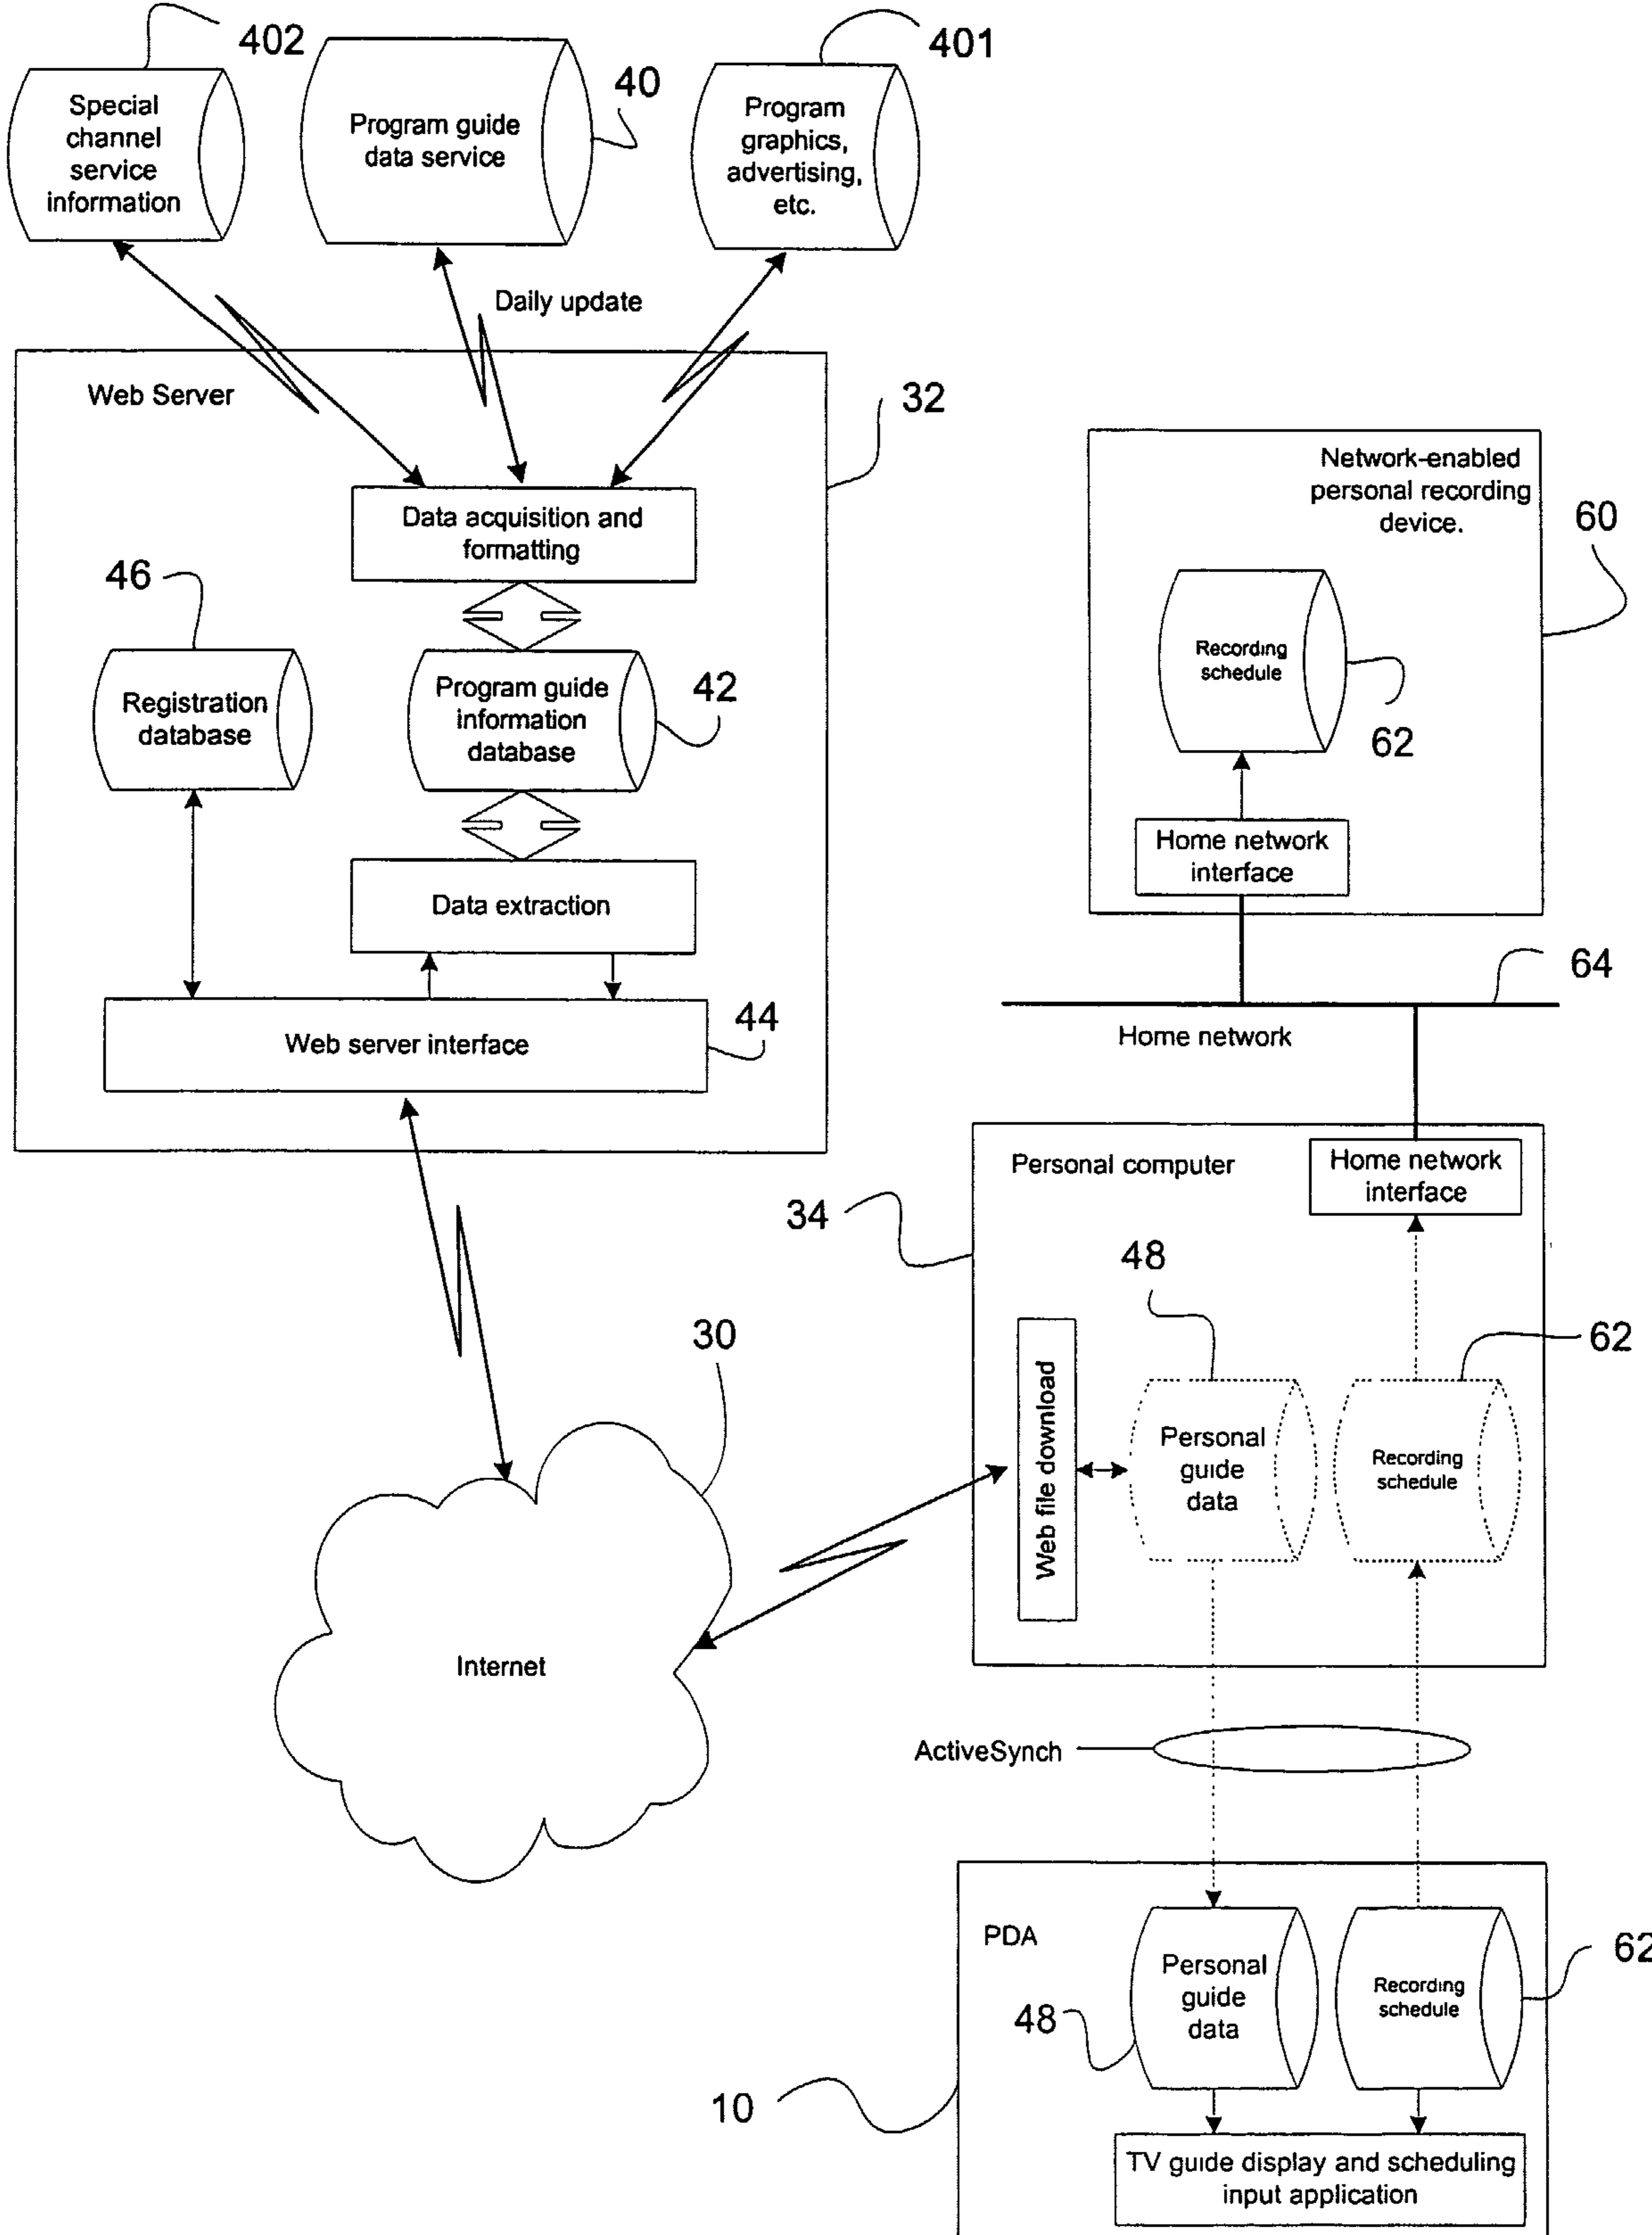 402
Special
channel
service
information
Program guide
data service
40
401
Program
graphics,
advertising,
etc.
Daily update
Web Server
32
Data acquisition and
formatting
46
Registration
database
Program guide
information
database
42
Data extraction
Web server interface
44
Network-enabled
personal recording
device.
60
Recording
schedule
62
Home network
interface
64
Home network
Personal computer
Home network
interface
34
48
62
Web file download
Personal
guide
data
Recording
schedule
30
Internet
ActiveSynch
PDA
Personal
guide
data
48
Recording
schedule
62
10
TV guide display and scheduling
input application